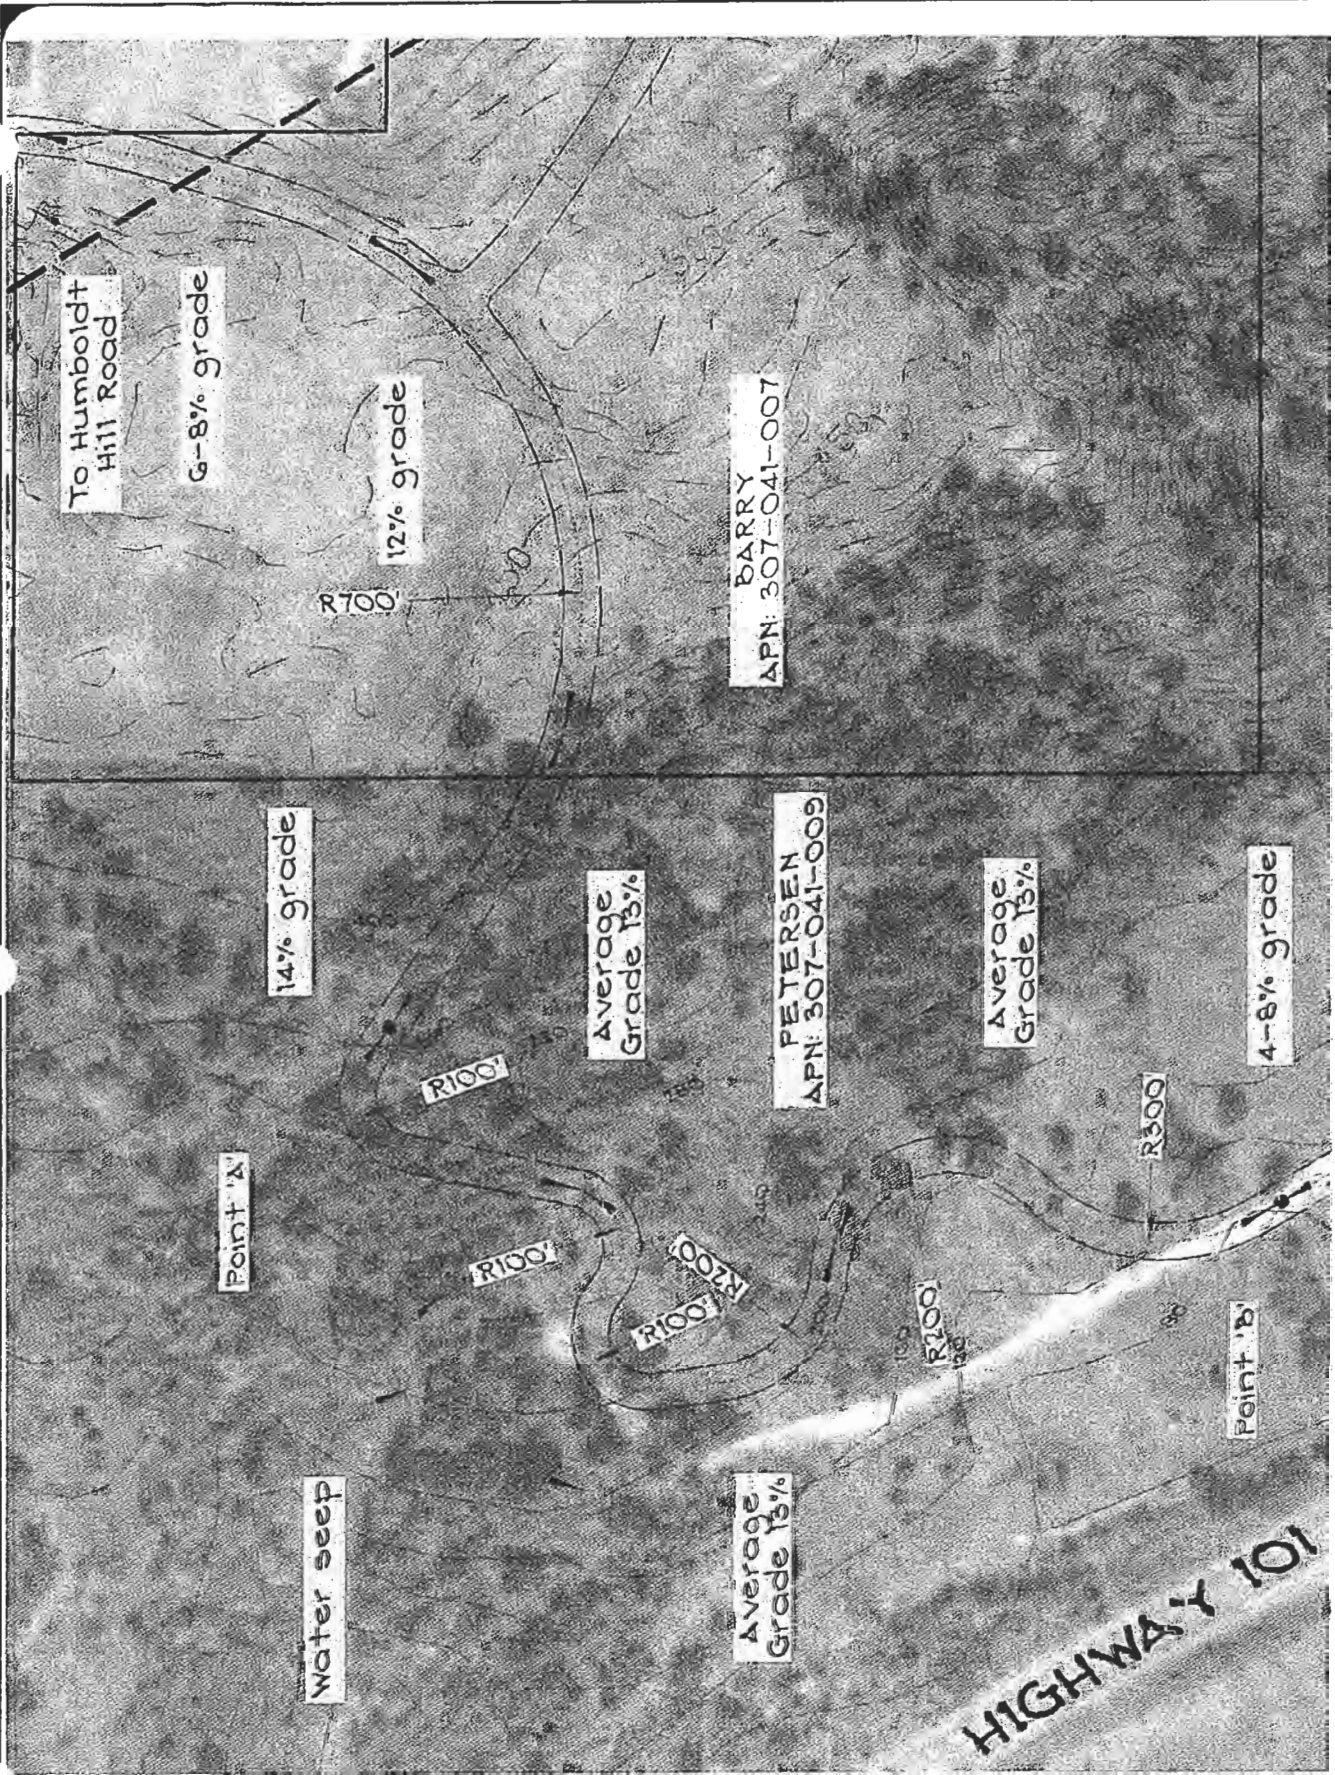 To Humboldt
Hill Road
6-8% grade
12% grade
R700'
BARRY
APN: 307-041-007
14% grade
Average
Grade 13%
PETERSEN
APN: 307-041-009
Average
Grade 13%
4-8% grade
Point 'A'
R100'
R100'
R100'
R200
R300
R200
Point 'B'
Water seep
Average
Grade 13%
HIGHWAY 101